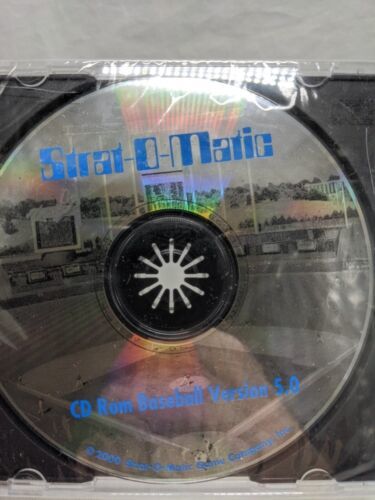 Strat-O-Matic
CD Rom Baseball Version 5.0
© 2000 Strat-O-Matic Game Company, Inc.